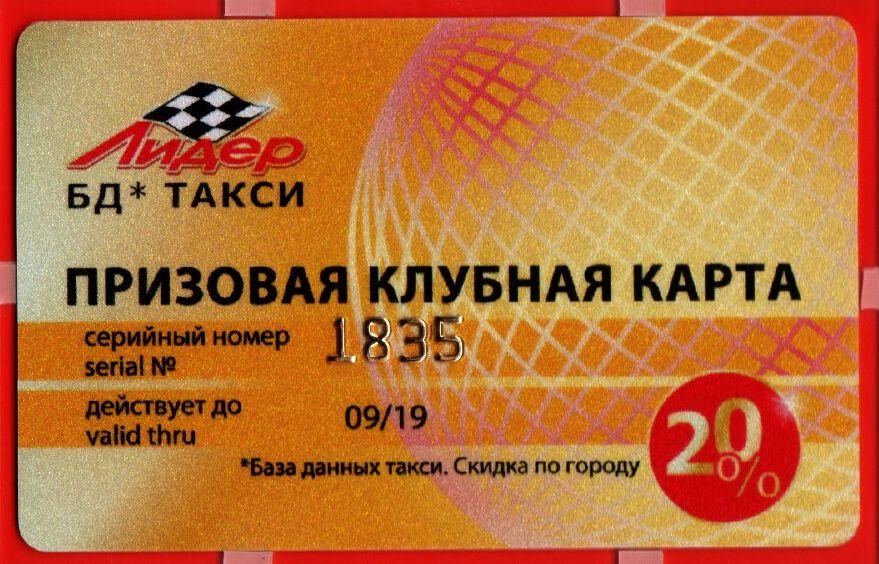 Лидер
БД* ТАКСИ
ПРИЗОВАЯ КЛУБНАЯ КАРТА
серийный номер 1835
serial №
действует до 09/19
valid thru
*База данных такси. Скидка по городу
20%